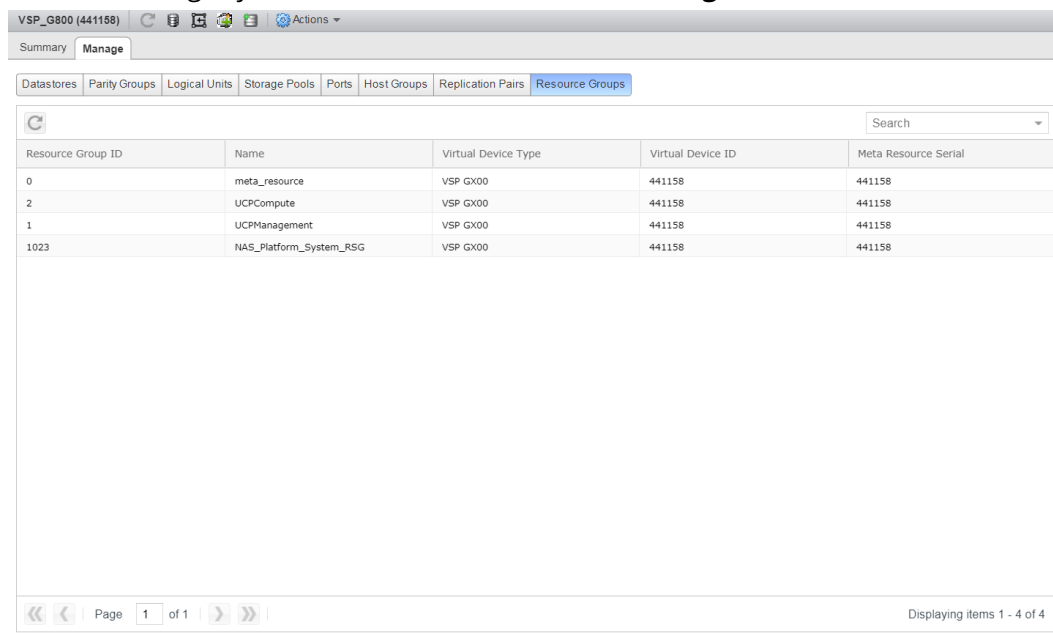 VSP_G800 (441158) Actions
Summary Manage
Datastores Parity Groups Logical Units Storage Pools Ports Host Groups Replication Pairs Resource Groups
Search
Resource Group ID Name Virtual Device Type Virtual Device ID Meta Resource Serial
0 meta_resource VSP GX00 441158 441158
2 UCPCompute VSP GX00 441158 441158
1 UCPManagement VSP GX00 441158 441158
1023 NAS_Platform_System_RSG VSP GX00 441158 441158
Page 1 of 1 Displaying items 1 - 4 of 4